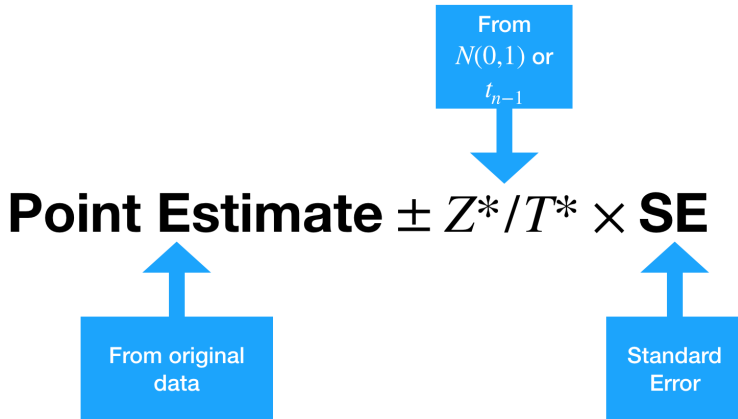 From
N(0,1) or
t_{n−1}
Point Estimate ± Z*/T* × SE
From original
data
Standard
Error